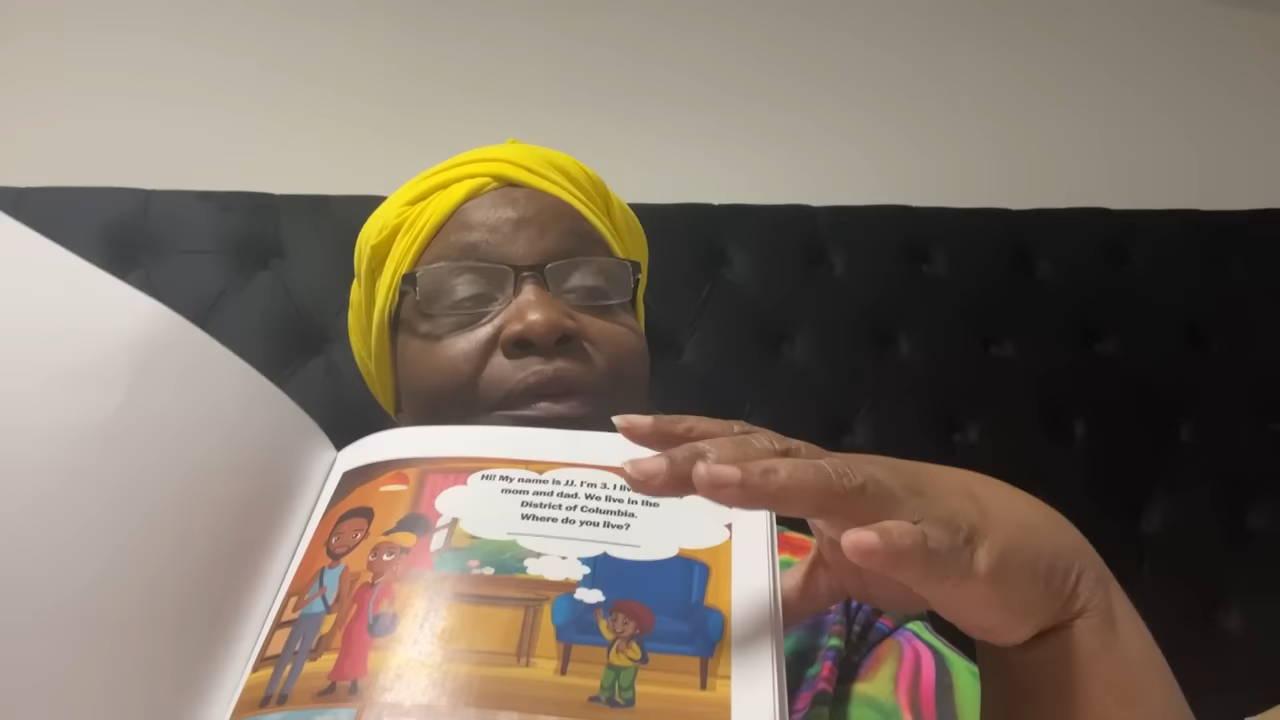 Hi! My name is JJ. I'm 3. I
mom and dad. We live in the
District of Columbia.
Where do you live?